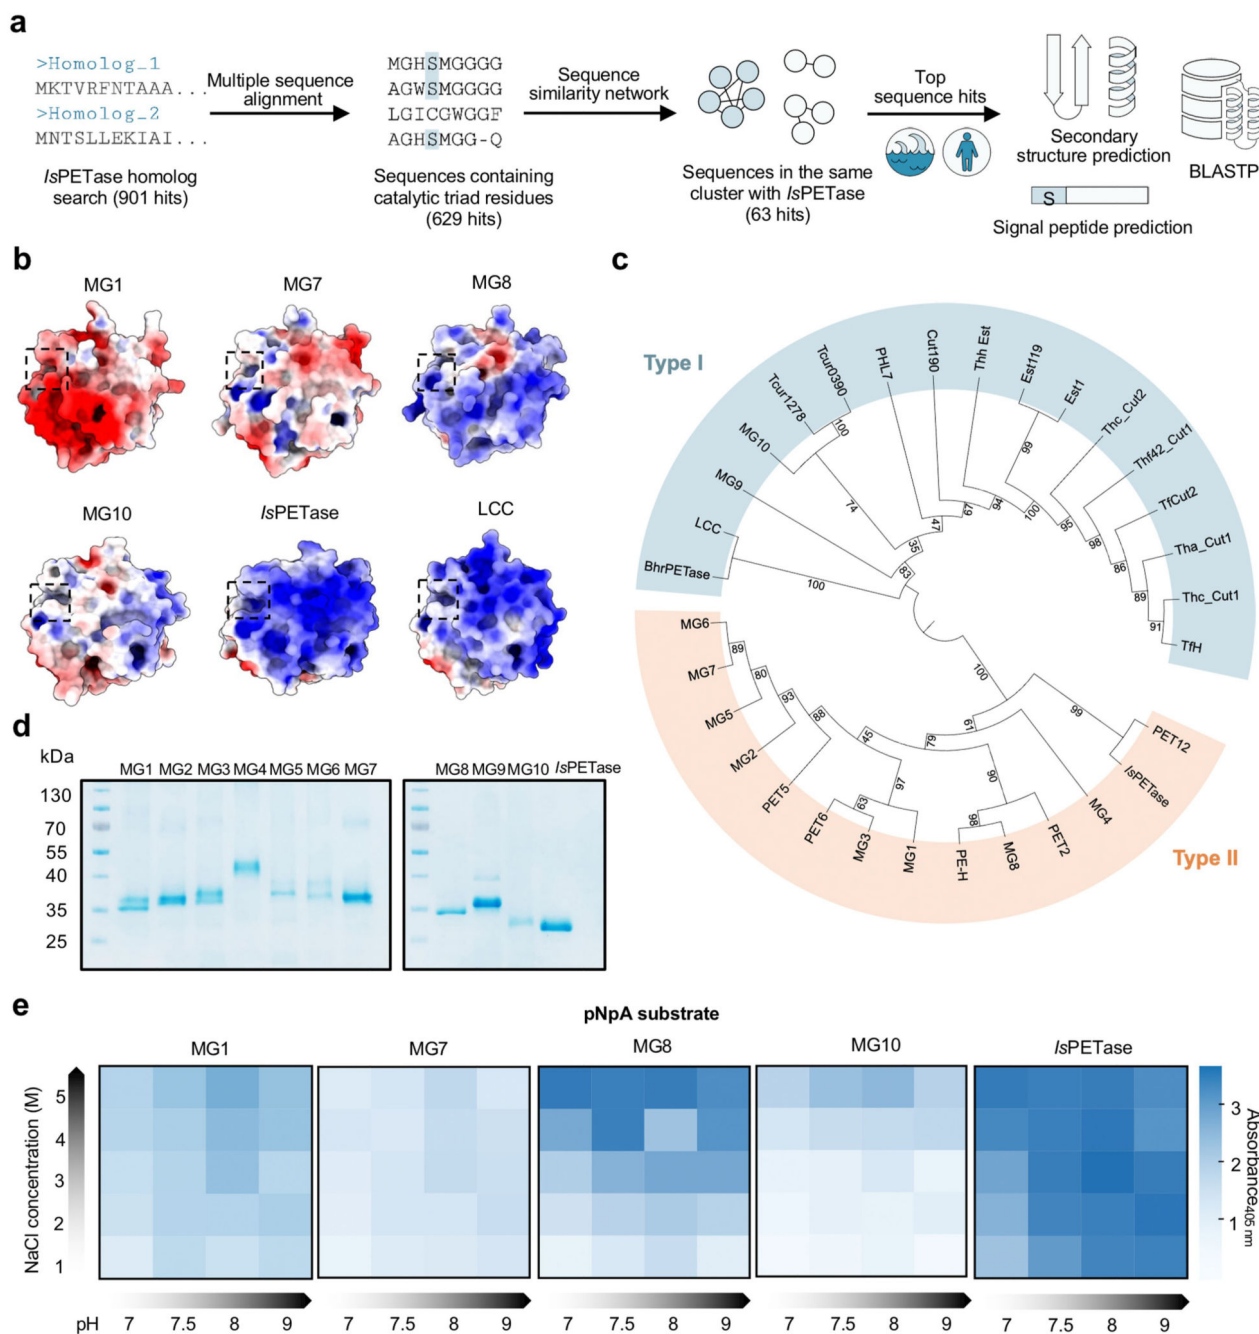 a
>Homolog_1
MKTVRFNTAAA...
>Homolog_2
MNTSLLEKIAI...
IsPETase homolog
search (901 hits)
Multiple sequence
alignment
MGHSMGGGG
AGWSMGGGG
LGICGWGGF
AGHSMGG-Q
Sequences containing
catalytic triad residues
(629 hits)
Sequence
similarity network
Sequences in the same
cluster with IsPETase
(63 hits)
Top
sequence hits
Secondary
structure prediction
S
Signal peptide prediction
BLASTP
b
MG1
MG7
MG8
MG10
IsPETase
LCC
c
Type I
BhrPETase
LCC
MG9
MG10
Tcur1278
Tcur0390
PHL7
Cut190
Thh Est
Est119
Est1
Thc_Cut2
Thf42_Cut1
TfCut2
Tha_Cut1
Thc_Cut1
TfH
100
74
100
83
35
47
67
94
99
100
95
98
86
89
91
MG6
MG7
MG5
MG2
PET5
PET6
MG3
MG1
PE-H
MG8
PET2
MG4
IsPETase
PET12
89
80
93
88
45
63
97
79
98
90
61
100
99
Type II
d
kDa
130
70
55
40
35
25
MG1 MG2 MG3 MG4 MG5 MG6 MG7
MG8 MG9 MG10 IsPETase
e
pNpA substrate
MG1
MG7
MG8
MG10
IsPETase
NaCl concentration (M)
5
4
3
2
1
3
2
1
Absorbance405 nm
pH
7 7.5 8 9
7 7.5 8 9
7 7.5 8 9
7 7.5 8 9
7 7.5 8 9